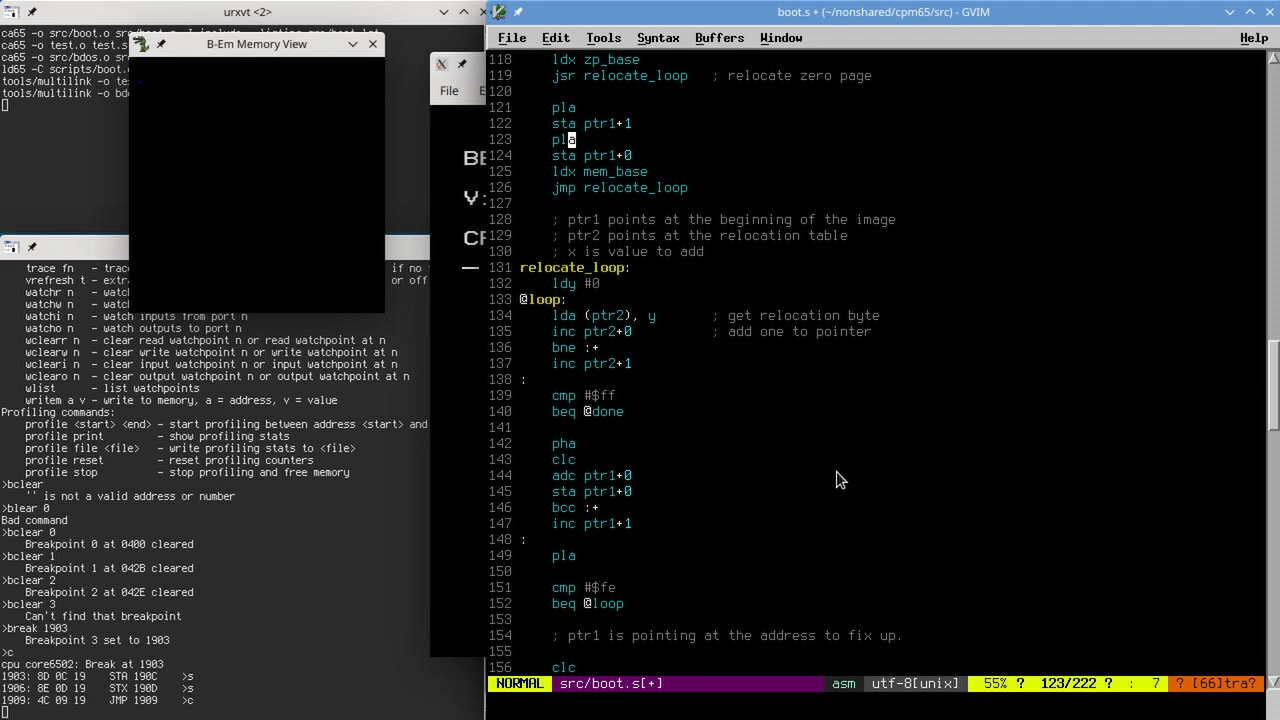 urxvt <2>
ca65 -o src/boot.o
ca65 -o test.o test.s
ca65 -o src/bdos.o
ld65 -C scripts/boot.
tools/multilink -o te
tools/multilink -o bd
B-Em Memory View
File
BE
CP
trace fn - trac if no
vrefresh t - ext or off
watchr n - watch
watchw n - watch
watchi n - watch inputs from port n
watcho n - watch outputs to port n
wclearr n - clear read watchpoint n or read watchpoint at n
wclearw n - clear write watchpoint n or write watchpoint at n
wcleari n - clear input watchpoint n or input watchpoint at n
wclearo n - clear output watchpoint n or output watchpoint at n
wlist - list watchpoints
writem a v - write to memory, a = address, v = value
Profiling commands:
profile <start> <end> - start profiling between address <start> and
profile print - show profiling stats
profile file <file> - write profiling stats to <file>
profile reset - reset profiling counters
profile stop - stop profiling and free memory
>bclear
'' is not a valid address or number
>blear 0
Bad command
>bclear 0
Breakpoint 0 at 0400 cleared
>bclear 1
Breakpoint 1 at 042B cleared
>bclear 2
Breakpoint 2 at 042E cleared
>bclear 3
Can't find that breakpoint
>break 1903
Breakpoint 3 set to 1903
>c
cpu core6502: Break at 1903
1903: 8D 0C 19 STA 190C >s
1906: 8E 0D 19 STX 190D >s
1909: 4C 09 19 JMP 1909 >c
boot.s + (~/nonshared/cpm65/src) - GVIM
File Edit Tools Syntax Buffers Window Help
118 ldx zp_base
119 jsr relocate_loop ; relocate zero page
120
121 pla
122 sta ptr1+1
123 pla
124 sta ptr1+0
125 ldx mem_base
126 jmp relocate_loop
127
128 ; ptr1 points at the beginning of the image
129 ; ptr2 points at the relocation table
130 ; x is value to add
131 relocate_loop:
132 ldy #0
133 @loop:
134 lda (ptr2), y ; get relocation byte
135 inc ptr2+0 ; add one to pointer
136 bne :+
137 inc ptr2+1
138 :
139 cmp #$ff
140 beq @done
141
142 pha
143 clc
144 adc ptr1+0
145 sta ptr1+0
146 bcc :+
147 inc ptr1+1
148 :
149 pla
150
151 cmp #$fe
152 beq @loop
153
154 ; ptr1 is pointing at the address to fix up.
155
156 clc
NORMAL src/boot.s[+] asm utf-8[unix] 55% ? 123/222 ? : 7 ? [66]tra?